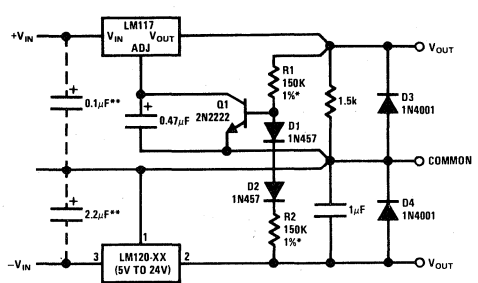 LM117
+VIN
VIN
VOUT
ADJ
VOUT
R1
150K
1%*
+
0.1µF**
+
0.47µF
Q1
2N2222
1.5k
D3
1N4001
D1
1N457
COMMON
D2
1N457
+
2.2µF**
1µF
D4
1N4001
R2
150K
1%*
1
-VIN
3
LM120-XX
(5V TO 24V)
2
VOUT